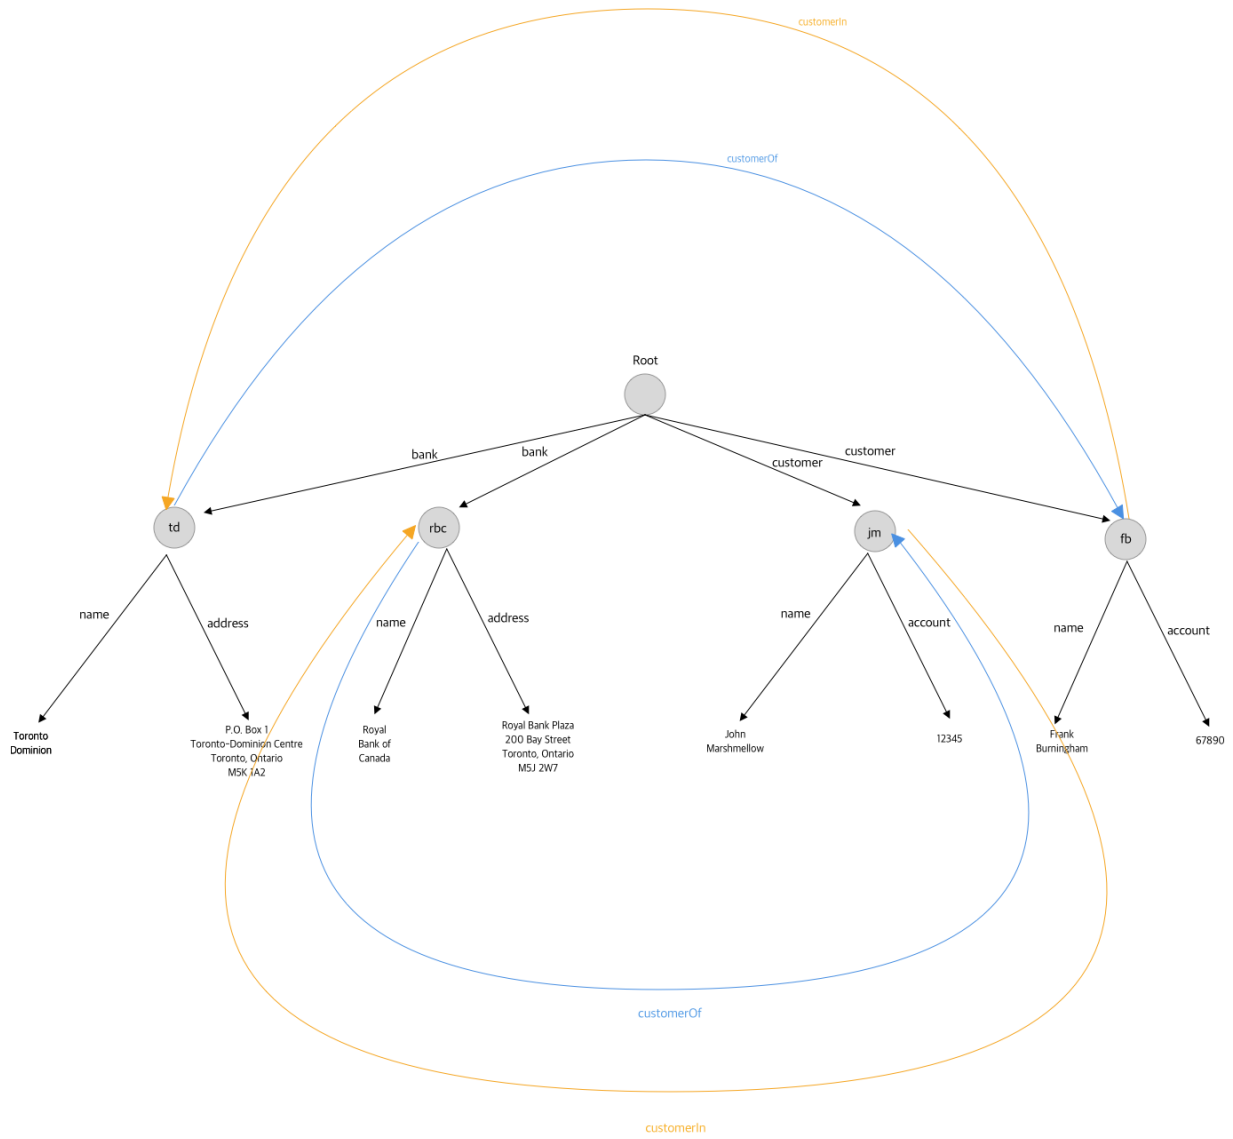 customerIn
customerOf
Root
bank
bank
customer
customer
td
rbc
jm
fb
name
address
name
address
name
account
name
account
Toronto
Dominion
P.O. Box 1
Toronto-Dominion Centre
Toronto, Ontario
M5K 1A2
Royal
Bank of
Canada
Royal Bank Plaza
200 Bay Street
Toronto, Ontario
M5J 2W7
John
Marshmellow
12345
Frank
Burningham
67890
customerOf
customerIn